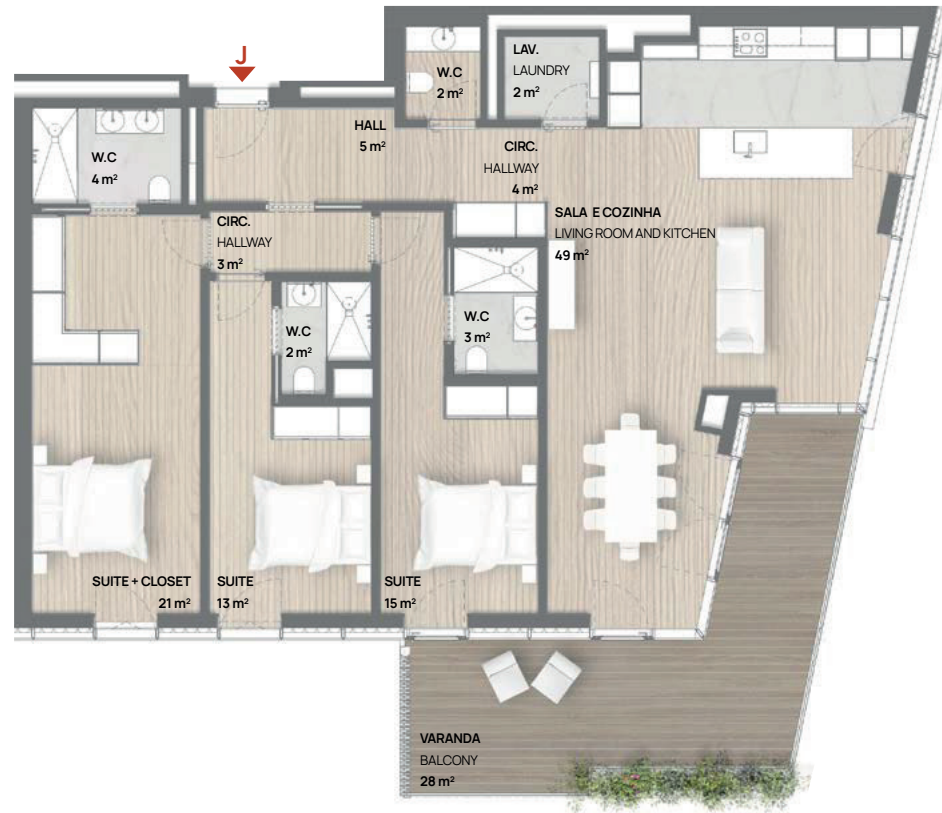 J
W.C
2 m²
LAV.
LAUNDRY
2 m²
HALL
5 m²
W.C
4 m²
CIRC.
HALLWAY
4 m²
CIRC.
HALLWAY
3 m²
SALA E COZINHA
LIVING ROOM AND KITCHEN
49 m²
W.C
2 m²
W.C
3 m²
SUITE + CLOSET
21 m²
SUITE
13 m²
SUITE
15 m²
VARANDA
BALCONY
28 m²